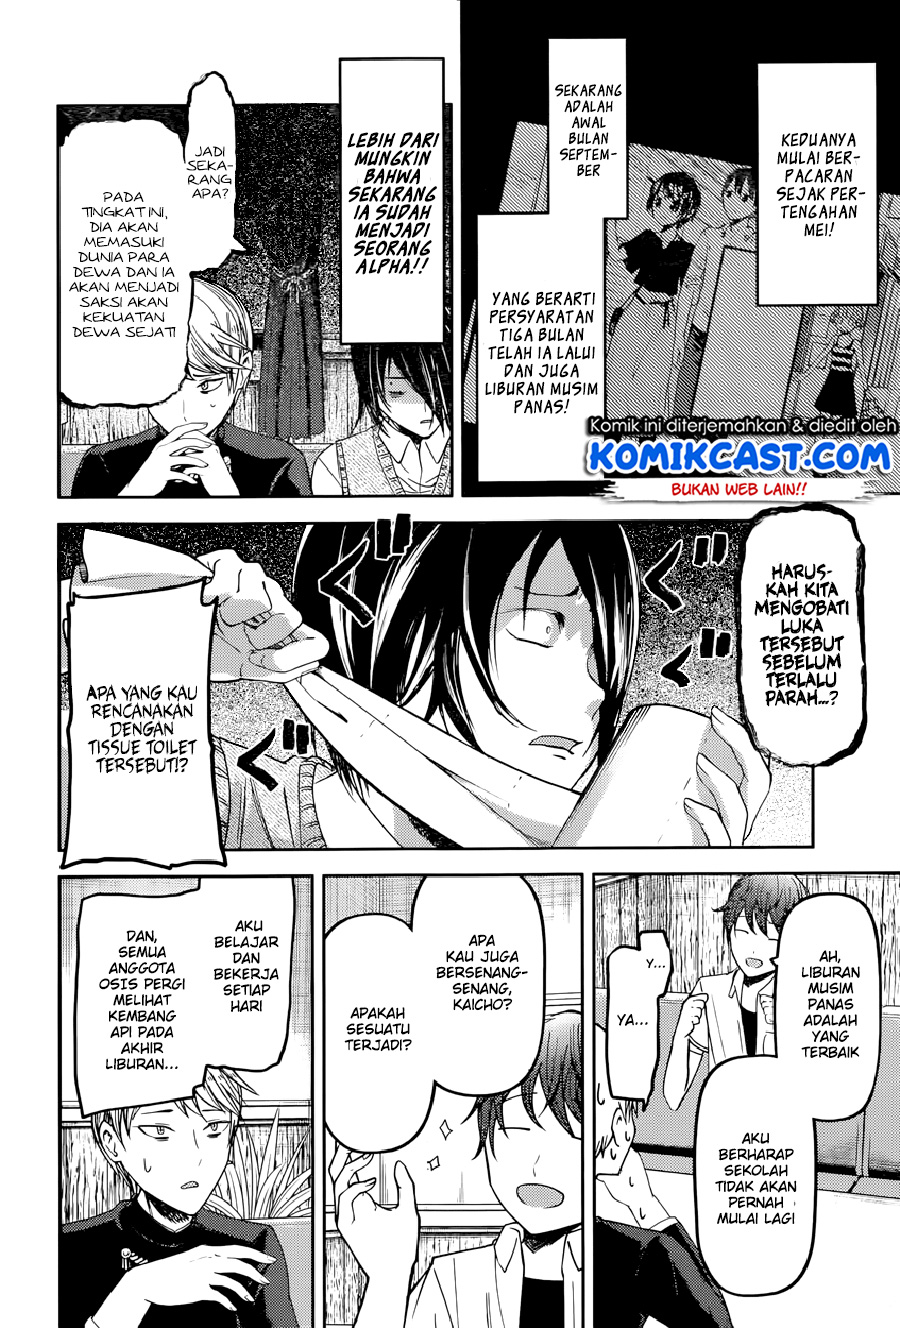 KEDUANYA
MULAI BER-
PACARAN
SEJAK PER-
TENGAHAN
MEI!
SEKARANG
ADALAH
AWAL
BULAN
SEPTEM-
BER
YANG BERARTI
PERSYARATAN
TIGA BULAN
TELAH IA LALUI
DAN JUGA
LIBURAN MUSIM
PANAS!
LEBIH DARI
MUNGKIN
BAHWA
SEKARANG
IA SUDAH
MENJADI
SEORANG
ALPHA!!
JADI
SEKA-
RANG
APA?
PADA
TINGKAT INI,
DIA AKAN
MEMASUKI
DUNIA PARA
DEWA DAN IA
AKAN MENJADI
SAKSI AKAN
KEKUATAN
DEWA SEJATI
Komik ini diterjemahkan & diedit oleh
KOMIKCAST.COM
BUKAN WEB LAIN!!
HARUS-
KAH KITA
MENGOBATI
LUKA
TERSEBUT
SEBELUM
TERLALU
PARAH...?
APA YANG KAU
RENCANAKAN
DENGAN
TISSUE TOILET
TERSEBUT!?
AH,
LIBURAN
MUSIM
PANAS
ADALAH
YANG
TERBAIK
Y...
YA...
AKU
BERHARAP
SEKOLAH
TIDAK AKAN
PERNAH
MULAI LAGI
APA
KAU JUGA
BERSENANG-
SENANG,
KAICHO?
APAKAH
SESUATU
TERJADI?
AKU
BELAJAR
DAN
BEKERJA
SETIAP
HARI
DAN,
SEMUA
ANGGOTA
OSIS PERGI
MELIHAT
KEMBANG
API PADA
AKHIR
LIBURAN...